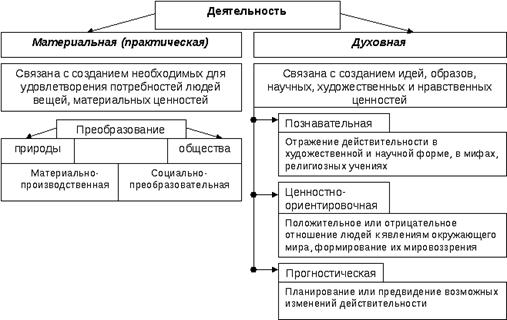 Деятельность
Материальная (практическая)
Духовная
Связана с созданием необходимых для
удовлетворения потребностей людей
вещей, материальных ценностей
Связана с созданием идей, образов,
научных, художественных и нравственных
ценностей
Преобразование
природы
общества
Материально-
производственная
Социально-
преобразовательная
Познавательная
Отражение действительности в
художественной и научной форме, в мифах,
религиозных учениях
Ценностно-
ориентировочная
Положительное или отрицательное
отношение людей к явлениям окружающего
мира, формирование их мировоззрения
Прогностическая
Планирование или предвидение возможных
изменений действительности